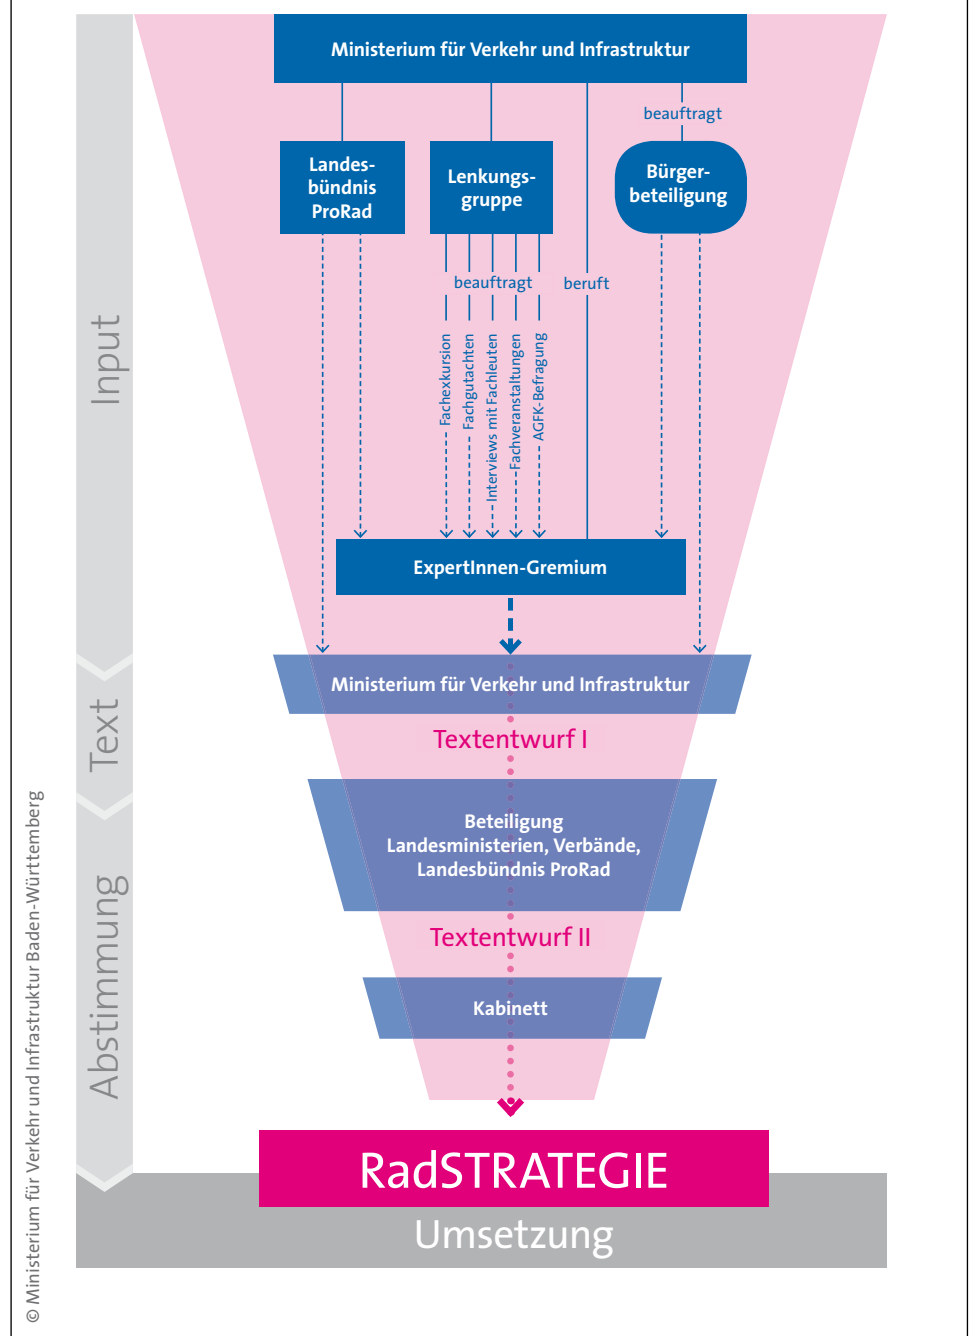 Ministerium für Verkehr und Infrastruktur
beauftragt
Landes-
bündnis
ProRad
Lenkungs-
gruppe
Bürger-
beteiligung
beauftragt
beruft
Fachexkursion
Fachgutachten
Interviews mit Fachleuten
Fachveranstaltungen
AGFK-Befragung
ExpertInnen-Gremium
Input
Ministerium für Verkehr und Infrastruktur
Text
Textentwurf I
Beteiligung
Landesministerien, Verbände,
Landesbündnis ProRad
Abstimmung
Textentwurf II
Kabinett
RadSTRATEGIE
Umsetzung
© Ministerium für Verkehr und Infrastruktur Baden-Württemberg